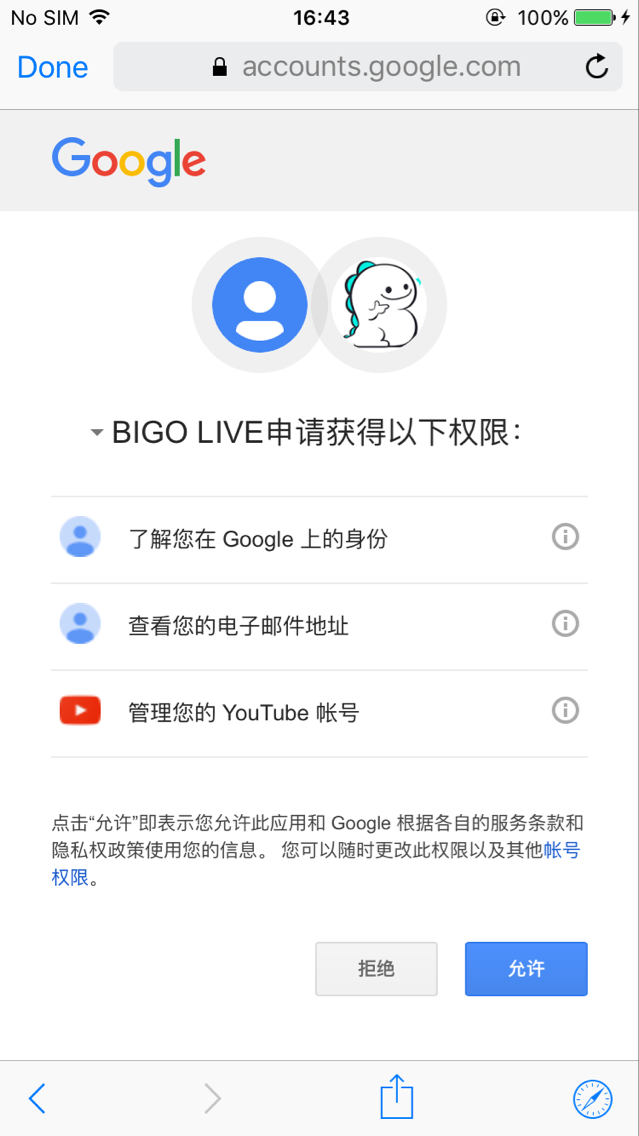 No SIM 16:43 100%
Done accounts.google.com
Google
BIGO LIVE申请获得以下权限：
了解您在 Google 上的身份
查看您的电子邮件地址
管理您的 YouTube 帐号
点击“允许”即表示您允许此应用和 Google 根据各自的服务条款和
隐私权政策使用您的信息。 您可以随时更改此权限以及其他帐号
权限。
拒绝 允许